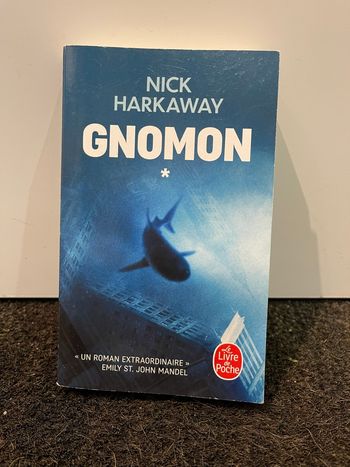 NICK
HARKAWAY
GNOMON
*
« UN ROMAN EXTRAORDINAIRE »
EMILY ST. JOHN MANDEL
Le
Livre
de
Poche